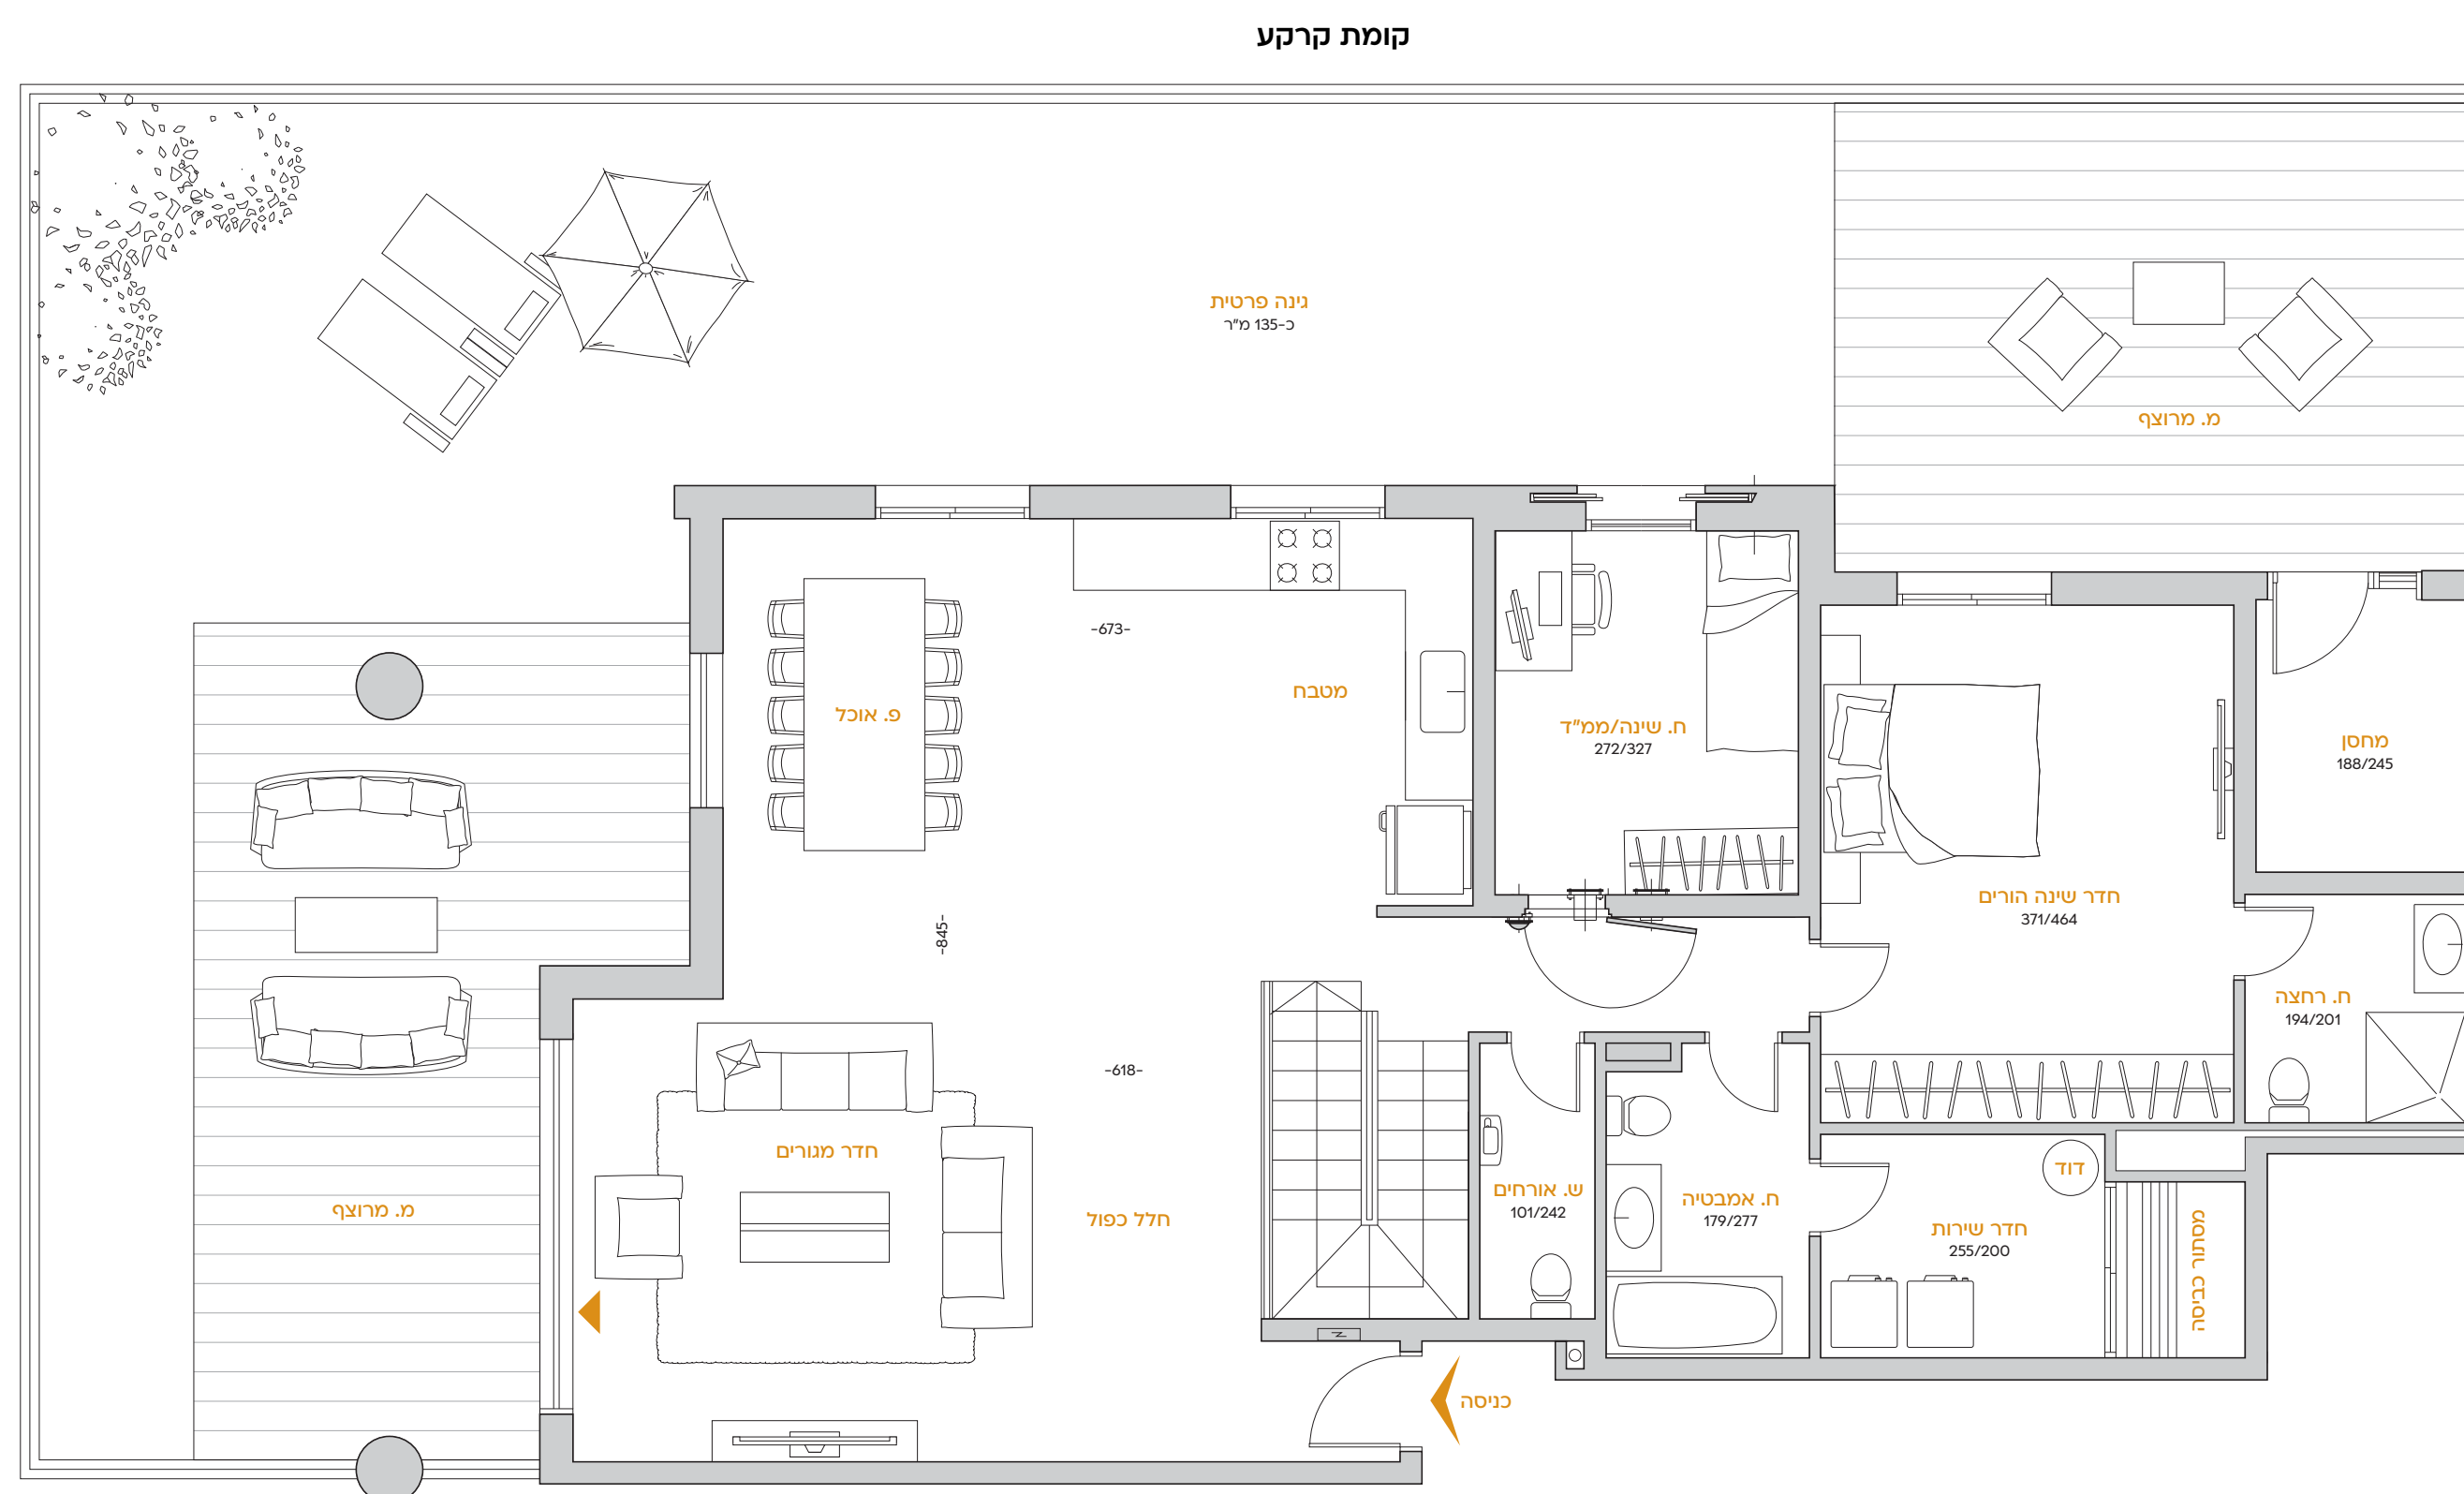 קומת קרקע
גינה פרטית
כ-135 מ"ר
מ. מרוצף
-673-
מטבח
פ. אוכל
ח. שינה/ממ"ד
272/327
מחסן
188/245
חדר שינה הורים
371/464
-845-
ח. רחצה
194/201
-618-
חדר מגורים
חלל כפול
מ. מרוצף
ש. אורחים
101/242
ח. אמבטיה
179/277
דוד
חדר שירות
255/200
מסתור כביסה
כניסה